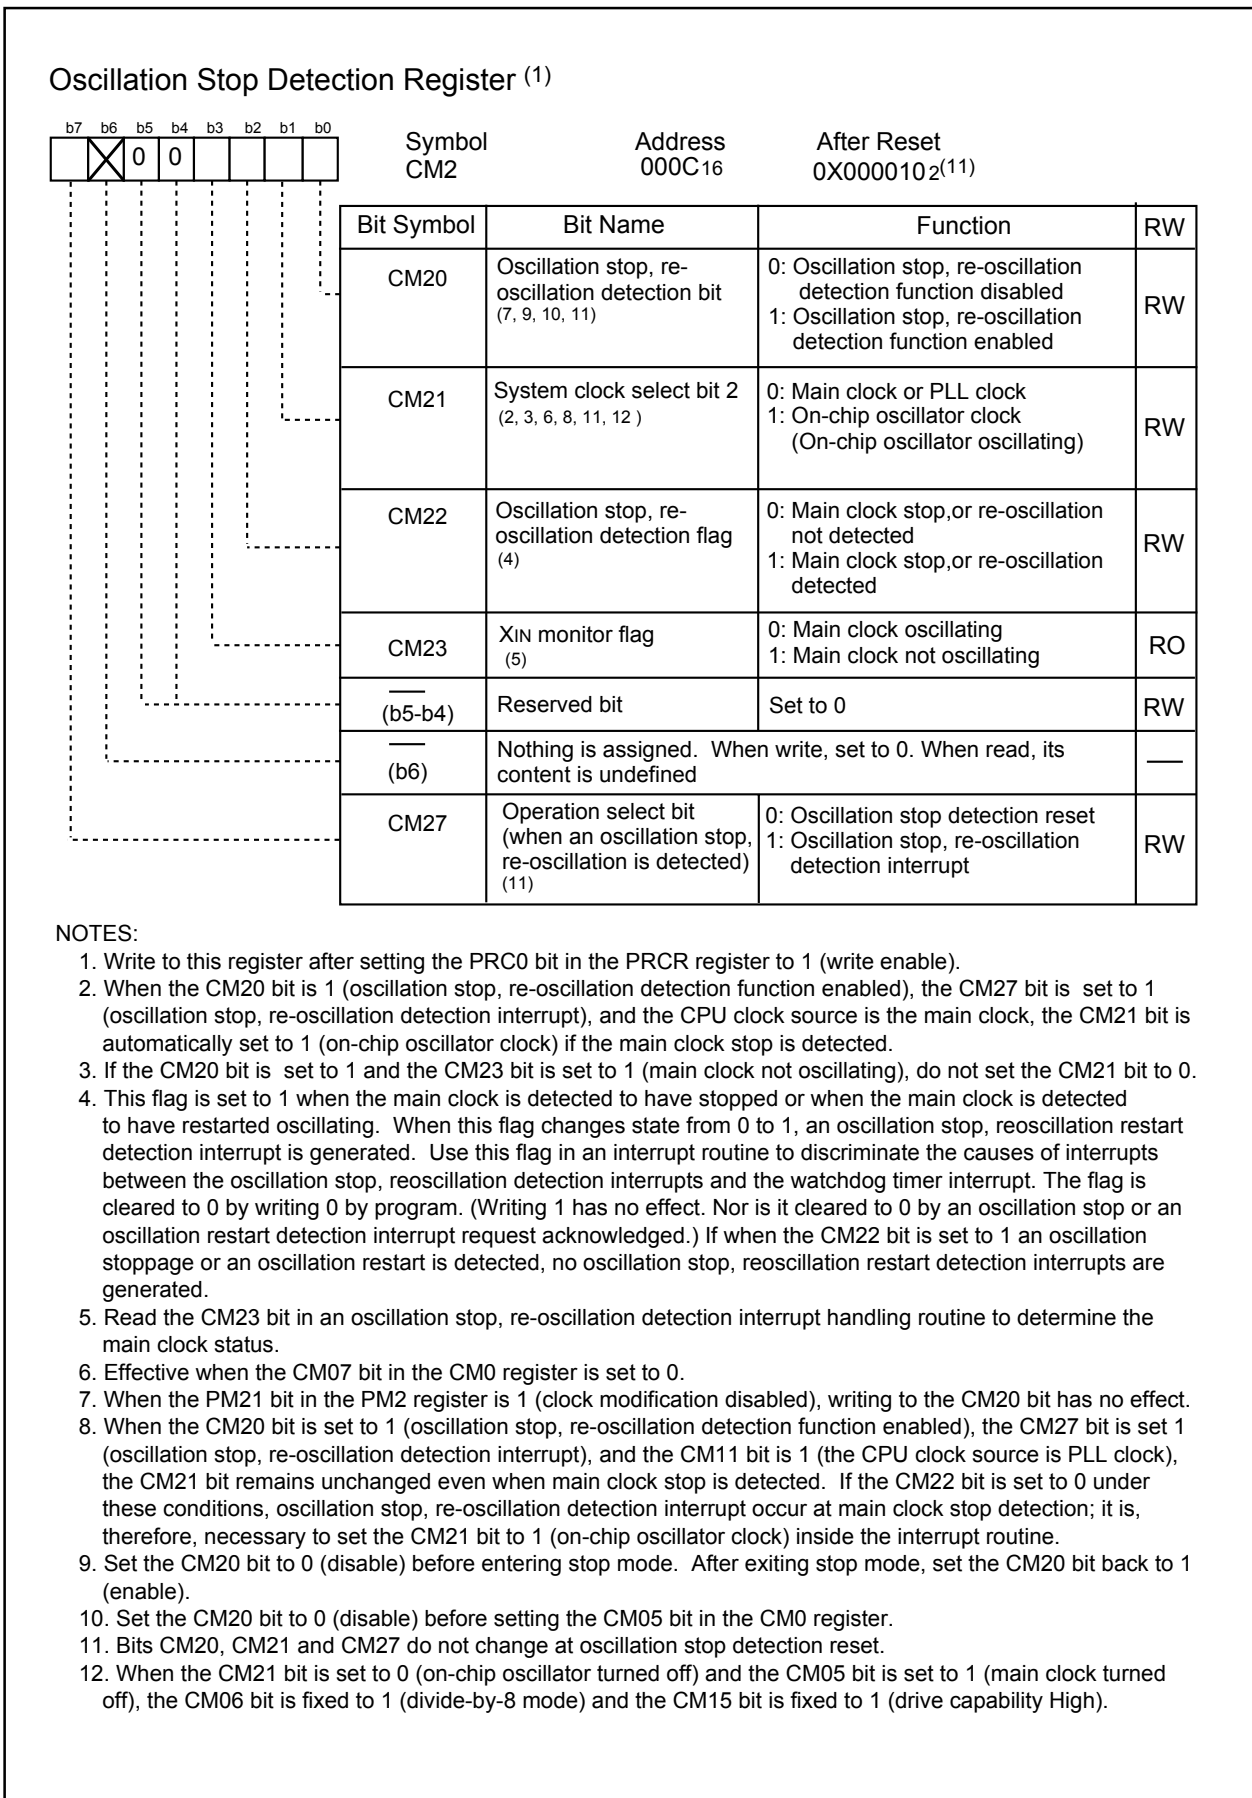 Oscillation Stop Detection Register (1)
b7 b6 b5 b4 b3 b2 b1 b0
0 0
Symbol Address After Reset
CM2 000C16 0X0000102(11)
Bit Symbol Bit Name Function RW
CM20
Oscillation stop, re-
oscillation detection bit
(7, 9, 10, 11)
0: Oscillation stop, re-oscillation
detection function disabled
1: Oscillation stop, re-oscillation
detection function enabled
RW
CM21
System clock select bit 2
(2, 3, 6, 8, 11, 12 )
0: Main clock or PLL clock
1: On-chip oscillator clock
(On-chip oscillator oscillating)
RW
CM22
Oscillation stop, re-
oscillation detection flag
(4)
0: Main clock stop,or re-oscillation
not detected
1: Main clock stop,or re-oscillation
detected
RW
CM23
XIN monitor flag
(5)
0: Main clock oscillating
1: Main clock not oscillating
RO
(b5-b4)
Reserved bit
Set to 0
RW
(b6)
Nothing is assigned. When write, set to 0. When read, its
content is undefined
CM27
Operation select bit
(when an oscillation stop,
re-oscillation is detected)
(11)
0: Oscillation stop detection reset
1: Oscillation stop, re-oscillation
detection interrupt
RW
NOTES:
1. Write to this register after setting the PRC0 bit in the PRCR register to 1 (write enable).
2. When the CM20 bit is 1 (oscillation stop, re-oscillation detection function enabled), the CM27 bit is set to 1
(oscillation stop, re-oscillation detection interrupt), and the CPU clock source is the main clock, the CM21 bit is
automatically set to 1 (on-chip oscillator clock) if the main clock stop is detected.
3. If the CM20 bit is set to 1 and the CM23 bit is set to 1 (main clock not oscillating), do not set the CM21 bit to 0.
4. This flag is set to 1 when the main clock is detected to have stopped or when the main clock is detected
to have restarted oscillating. When this flag changes state from 0 to 1, an oscillation stop, reoscillation restart
detection interrupt is generated. Use this flag in an interrupt routine to discriminate the causes of interrupts
between the oscillation stop, reoscillation detection interrupts and the watchdog timer interrupt. The flag is
cleared to 0 by writing 0 by program. (Writing 1 has no effect. Nor is it cleared to 0 by an oscillation stop or an
oscillation restart detection interrupt request acknowledged.) If when the CM22 bit is set to 1 an oscillation
stoppage or an oscillation restart is detected, no oscillation stop, reoscillation restart detection interrupts are
generated.
5. Read the CM23 bit in an oscillation stop, re-oscillation detection interrupt handling routine to determine the
main clock status.
6. Effective when the CM07 bit in the CM0 register is set to 0.
7. When the PM21 bit in the PM2 register is 1 (clock modification disabled), writing to the CM20 bit has no effect.
8. When the CM20 bit is set to 1 (oscillation stop, re-oscillation detection function enabled), the CM27 bit is set 1
(oscillation stop, re-oscillation detection interrupt), and the CM11 bit is 1 (the CPU clock source is PLL clock),
the CM21 bit remains unchanged even when main clock stop is detected. If the CM22 bit is set to 0 under
these conditions, oscillation stop, re-oscillation detection interrupt occur at main clock stop detection; it is,
therefore, necessary to set the CM21 bit to 1 (on-chip oscillator clock) inside the interrupt routine.
9. Set the CM20 bit to 0 (disable) before entering stop mode. After exiting stop mode, set the CM20 bit back to 1
(enable).
10. Set the CM20 bit to 0 (disable) before setting the CM05 bit in the CM0 register.
11. Bits CM20, CM21 and CM27 do not change at oscillation stop detection reset.
12. When the CM21 bit is set to 0 (on-chip oscillator turned off) and the CM05 bit is set to 1 (main clock turned
off), the CM06 bit is fixed to 1 (divide-by-8 mode) and the CM15 bit is fixed to 1 (drive capability High).